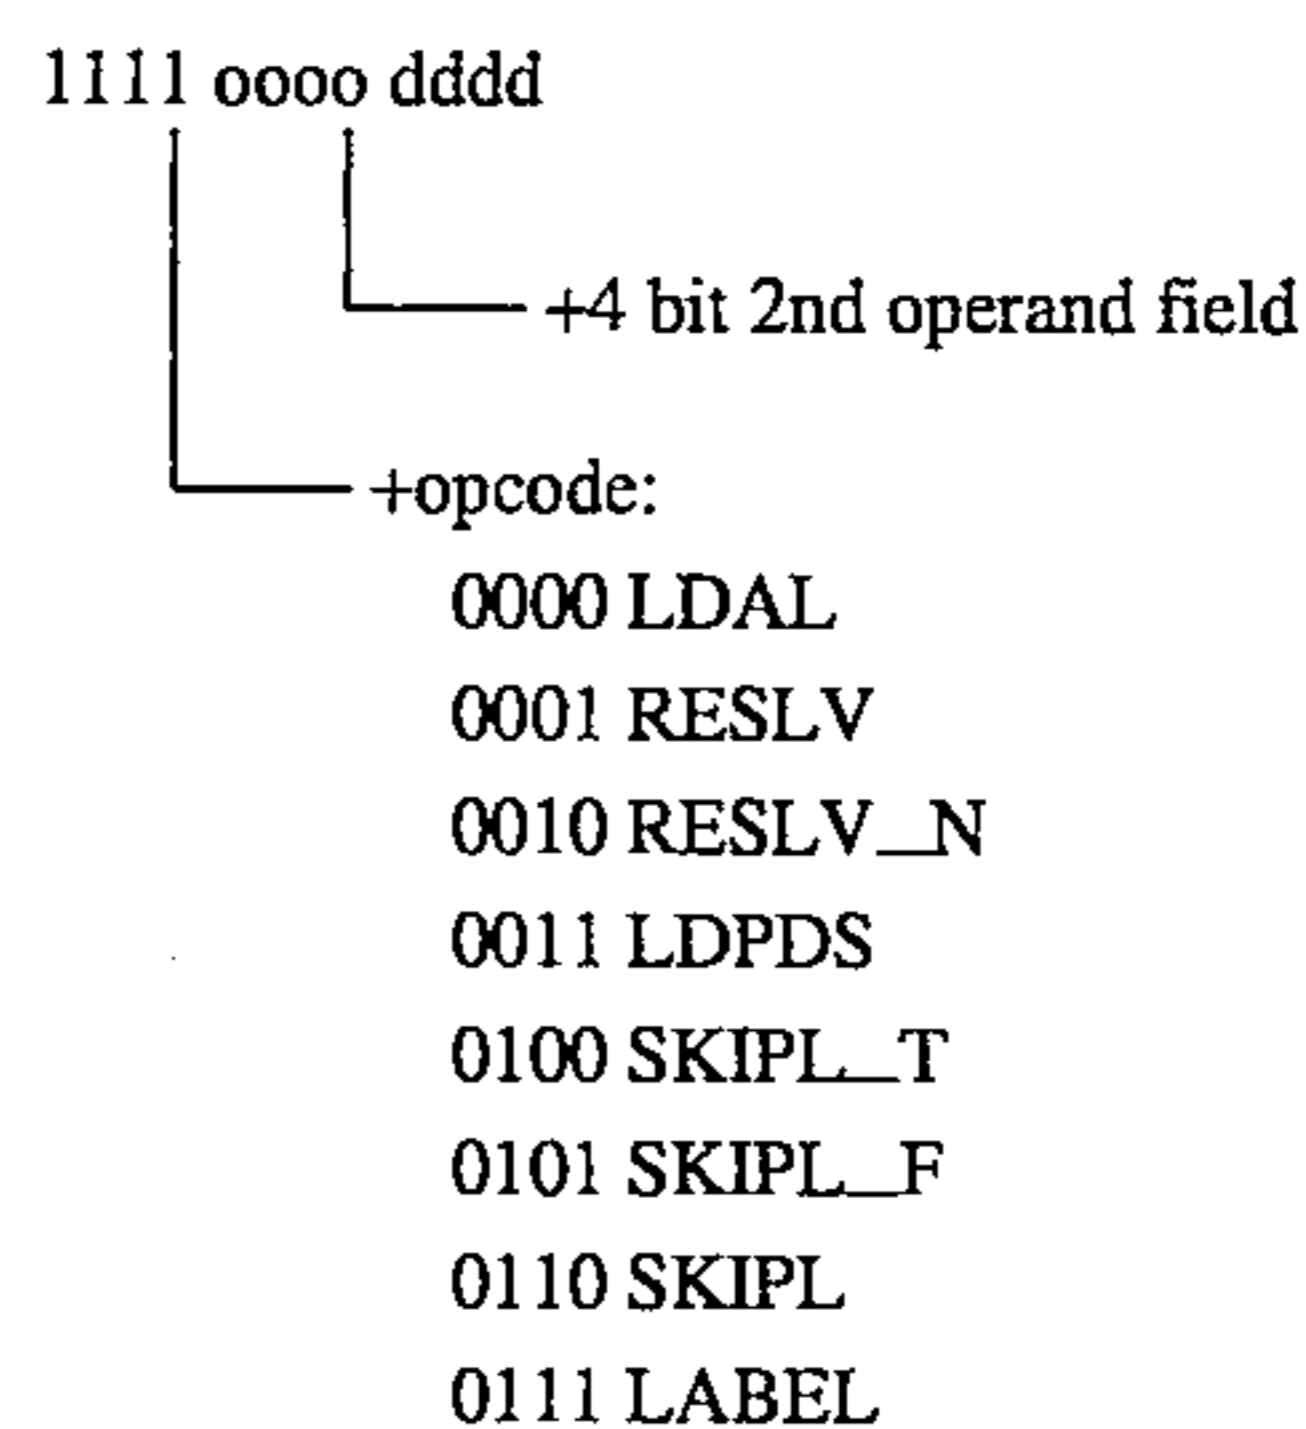 1111 oooo dddd
+4 bit 2nd operand field
+opcode:
0000 LDAL
0001 RESLV
0010 RESLV_N
0011 LDPDS
0100 SKIPL_T
0101 SKIPL_F
0110 SKIPL
0111 LABEL